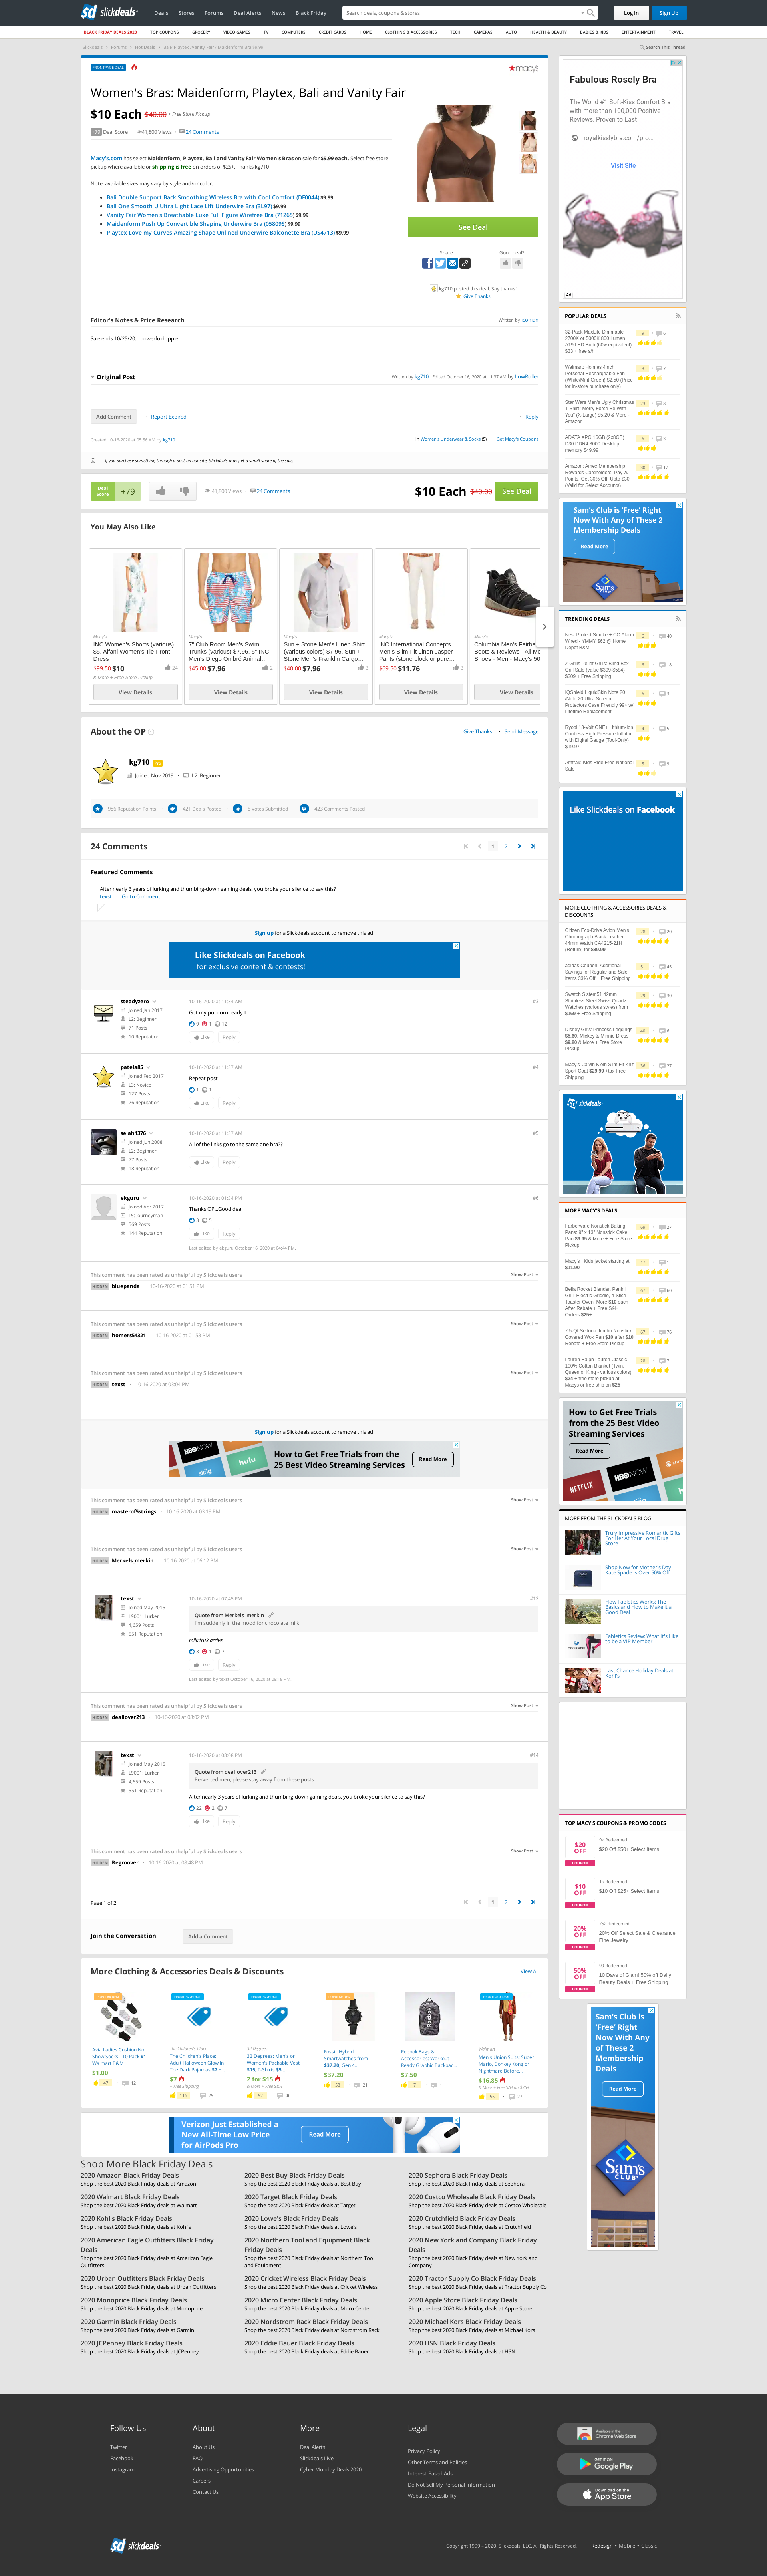 slickdeals
Deals Stores Forums Deal Alerts News Black Friday
Search deals, coupons & stores
Log In Sign Up
BLACK FRIDAY DEALS 2020 TOP COUPONS GROCERY VIDEO GAMES TV COMPUTERS CREDIT CARDS HOME CLOTHING & ACCESSORIES TECH CAMERAS AUTO HEALTH & BEAUTY BABIES & KIDS ENTERTAINMENT TRAVEL
Slickdeals Forums Hot Deals
Search This Thread
FRONTPAGE DEAL
macys
Women's Bras: Maidenform, Playtex, Bali and Vanity Fair
$10 Each $40.00 + Free Store Pickup
+79 Deal Score 41,800 Views 24 Comments
Macy's.com has select Maidenform, Playtex, Bali and Vanity Fair Women's Bras on sale for $9.99 each. Select free store
pickup where available or shipping is free on orders of $25+. Thanks kg710
Note, available sizes may vary by style and/or color.
Bali Double Support Back Smoothing Wireless Bra with Cool Comfort (DF0044) $9.99
Bali One Smooth U Ultra Light Lace Lift Underwire Bra (3L97) $9.99
Vanity Fair Women's Breathable Luxe Full Figure Wirefree Bra (71265) $9.99
Maidenform Push Up Convertible Shaping Underwire Bra (05809S) $9.99
Playtex Love my Curves Amazing Shape Unlined Underwire Balconette Bra (US4713) $9.99
See Deal
Share
Good deal?
kg710 posted this deal. Say thanks!
Give Thanks
Editor's Notes & Price Research
Written by iconian
Sale ends 10/25/20. - powerfuldoppler
Original Post
Written by kg710 Edited October 16, 2020 at 11:37 AM by LowRoller
Add Comment Report Expired Reply
Created 10-16-2020 at 05:56 AM by kg710
in Women's Underwear & Socks (5) Get Macy's Coupons
If you purchase something through a post on our site, Slickdeals may get a small share of the sale.
Deal Score +79
41,800 Views 24 Comments
$10 Each $40.00 See Deal
You May Also Like
Macy's
INC Women's Shorts (various) $5, Alfani Women's Tie-Front Dress
$99.50 $10 24
& More + Free Store Pickup
View Details
Macy's
7" Club Room Men's Swim Trunks (various) $7.96, 5" INC Men's Diego Ombré Animal...
$45.00 $7.96 2
View Details
Macy's
Sun + Stone Men's Linen Shirt (various colors) $7.96, Sun + Stone Men's Franklin Cargo...
$40.00 $7.96 3
View Details
Macy's
INC International Concepts Men's Slim-Fit Linen Jasper Pants (stone block or pure...
$69.50 $11.76 3
View Details
Macy's
Columbia Men's Fairba
Boots & Reviews - All Me
Shoes - Men - Macy's 50
View Details
About the OP
Give Thanks Send Message
kg710
Joined Nov 2019 L2: Beginner
986 Reputation Points 421 Deals Posted 5 Votes Submitted 423 Comments Posted
24 Comments
1 2
Featured Comments
After nearly 3 years of lurking and thumbing-down gaming deals, you broke your silence to say this?
texst Go to Comment
Sign up for a Slickdeals account to remove this ad.
Like Slickdeals on Facebook
for exclusive content & contests!
steadyzero
Joined Jan 2017
L2: Beginner
71 Posts
10 Reputation
10-16-2020 at 11:34 AM #3
Got my popcorn ready (
9 1 12
Like Reply
patela85
Joined Feb 2017
L3: Novice
127 Posts
26 Reputation
10-16-2020 at 11:37 AM #4
Repeat post
1 1
Like Reply
selah1376
Joined Jun 2008
L2: Beginner
77 Posts
18 Reputation
10-16-2020 at 11:37 AM #5
All of the links go to the same one bra??
Like Reply
ekguru
Joined Apr 2017
L5: Journeyman
569 Posts
144 Reputation
10-16-2020 at 01:34 PM #6
Thanks OP...Good deal
3 5
Like Reply
Last edited by ekguru October 16, 2020 at 04:44 PM.
This comment has been rated as unhelpful by Slickdeals users Show Post
HIDDEN bluepanda 10-16-2020 at 01:51 PM
This comment has been rated as unhelpful by Slickdeals users Show Post
HIDDEN homers54321 10-16-2020 at 01:53 PM
This comment has been rated as unhelpful by Slickdeals users Show Post
HIDDEN texst 10-16-2020 at 03:04 PM
Sign up for a Slickdeals account to remove this ad.
HBO NOW hulu sling
How to Get Free Trials from the
25 Best Video Streaming Services
Read More
This comment has been rated as unhelpful by Slickdeals users Show Post
HIDDEN masterof5strings 10-16-2020 at 03:19 PM
This comment has been rated as unhelpful by Slickdeals users Show Post
HIDDEN Merkels_merkin 10-16-2020 at 06:12 PM
texst
Joined May 2015
L9001: Lurker
4,659 Posts
551 Reputation
10-16-2020 at 07:45 PM #12
Quote from Merkels_merkin
I'm suddenly in the mood for chocolate milk
milk truk arrive
3 1 7
Like Reply
Last edited by texst October 16, 2020 at 09:18 PM.
This comment has been rated as unhelpful by Slickdeals users Show Post
HIDDEN deallover213 10-16-2020 at 08:02 PM
texst
Joined May 2015
L9001: Lurker
4,659 Posts
551 Reputation
10-16-2020 at 08:08 PM #14
Quote from deallover213
Perverted men, please stay away from these posts
After nearly 3 years of lurking and thumbing-down gaming deals, you broke your silence to say this?
22 2 7
Like Reply
This comment has been rated as unhelpful by Slickdeals users Show Post
HIDDEN Regroover 10-16-2020 at 08:48 PM
Page 1 of 2
1 2
Join the Conversation Add a Comment
More Clothing & Accessories Deals & Discounts View All
Avia Ladies Cushion No Show Socks - 10 Pack $1 Walmart B&M
$1.00
47 12
FRONTPAGE DEAL
The Children's Place
The Children's Place: Adult Halloween Glow In The Dark Pajamas $7 +...
$7
+ Free Shipping
116 29
FRONTPAGE DEAL
32 Degrees
32 Degrees: Men's or Women's Packable Vest $15, T-Shirts $5,...
2 for $15
& More + Free S&H
92 46
Fossil: Hybrid Smartwatches from $37.20, Gen 4...
$37.20
58 21
Reebok Bags & Accessories: Workout Ready Graphic Backpac...
$7.50
7 1
FRONTPAGE DEAL
Walmart
Men's Union Suits: Super Mario, Donkey Kong or Nightmare Before...
$16.85
& More + Free S/H on $35+
55 27
Verizon Just Established a
New All-Time Low Price
for AirPods Pro
Read More
Shop More Black Friday Deals
2020 Amazon Black Friday Deals
Shop the best 2020 Black Friday deals at Amazon
2020 Best Buy Black Friday Deals
Shop the best 2020 Black Friday deals at Best Buy
2020 Sephora Black Friday Deals
Shop the best 2020 Black Friday deals at Sephora
2020 Walmart Black Friday Deals
Shop the best 2020 Black Friday deals at Walmart
2020 Target Black Friday Deals
Shop the best 2020 Black Friday deals at Target
2020 Costco Wholesale Black Friday Deals
Shop the best 2020 Black Friday deals at Costco Wholesale
2020 Kohl's Black Friday Deals
Shop the best 2020 Black Friday deals at Kohl's
2020 Lowe's Black Friday Deals
Shop the best 2020 Black Friday deals at Lowe's
2020 Crutchfield Black Friday Deals
Shop the best 2020 Black Friday deals at Crutchfield
2020 American Eagle Outfitters Black Friday Deals
Shop the best 2020 Black Friday deals at American Eagle Outfitters
2020 Northern Tool and Equipment Black Friday Deals
Shop the best 2020 Black Friday deals at Northern Tool and Equipment
2020 New York and Company Black Friday Deals
Shop the best 2020 Black Friday deals at New York and Company
2020 Urban Outfitters Black Friday Deals
Shop the best 2020 Black Friday deals at Urban Outfitters
2020 Cricket Wireless Black Friday Deals
Shop the best 2020 Black Friday deals at Cricket Wireless
2020 Tractor Supply Co Black Friday Deals
Shop the best 2020 Black Friday deals at Tractor Supply Co
2020 Monoprice Black Friday Deals
Shop the best 2020 Black Friday deals at Monoprice
2020 Micro Center Black Friday Deals
Shop the best 2020 Black Friday deals at Micro Center
2020 Apple Store Black Friday Deals
Shop the best 2020 Black Friday deals at Apple Store
2020 Garmin Black Friday Deals
Shop the best 2020 Black Friday deals at Garmin
2020 Nordstrom Rack Black Friday Deals
Shop the best 2020 Black Friday deals at Nordstrom Rack
2020 Michael Kors Black Friday Deals
Shop the best 2020 Black Friday deals at Michael Kors
2020 JCPenney Black Friday Deals
Shop the best 2020 Black Friday deals at JCPenney
2020 Eddie Bauer Black Friday Deals
Shop the best 2020 Black Friday deals at Eddie Bauer
2020 HSN Black Friday Deals
Shop the best 2020 Black Friday deals at HSN
Fabulous Rosely Bra
The World #1 Soft-Kiss Comfort Bra
with more than 100,000 Positive
Reviews. Proven to Last
royalkisslybra.com/pro...
Visit Site
Ad
POPULAR DEALS
32-Pack MaxLite Dimmable 2700K or 5000K 800 Lumen A19 LED Bulb (60w equivalent) $33 + free s/h
Walmart: Holmes 4inch Personal Rechargeable Fan (White/Mint Green) $2.50 (Price for in-store purchase only)
Star Wars Men's Ugly Christmas T-Shirt "Merry Force Be With You" (X-Large) $5.20 & More - Amazon
ADATA XPG 16GB (2x8GB) D30 DDR4 3000 Desktop memory $49.99
Amazon: Amex Membership Rewards Cardholders: Pay w/ Points, Get 30% Off, Upto $30 (Valid for Select Accounts)
Sam's Club is 'Free' Right
Now With Any of These 2
Membership Deals
Read More
Sam's
TRENDING DEALS
Nest Protect Smoke + CO Alarm Wired - YMMV $62 @ Home Depot B&M
Z Grills Pellet Grills: Blind Box Grill Sale (value $399-$584) $309 + Free Shipping
IQShield LiquidSkin Note 20 /Note 20 Ultra Screen Protectors Case Friendly 99¢ w/ Lifetime Replacement
Ryobi 18-Volt ONE+ Lithium-Ion Cordless High Pressure Inflator with Digital Gauge (Tool-Only) $19.97
Amtrak: Kids Ride Free National Sale
Like Slickdeals on Facebook
MORE CLOTHING & ACCESSORIES DEALS & DISCOUNTS
Citizen Eco-Drive Avion Men's Chronograph Black Leather 44mm Watch CA4215-21H (Refurb) for $89.99
adidas Coupon: Additional Savings for Regular and Sale Items 33% Off + Free Shipping
Swatch Sistem51 42mm Stainless Steel Swiss Quartz Watches (various styles) from $169 + Free Shipping
Disney Girls' Princess Leggings $5.60, Mickey & Minnie Dress $9.80 & More + Free Store Pickup
Macy's-Calvin Klein Slim Fit Knit Sport Coat $29.99 +tax Free Shipping
slickdeals
MORE MACY'S DEALS
Farberware Nonstick Baking Pans: 9" x 13" Nonstick Cake Pan $6.95 & More + Free Store Pickup
Macy's : Kids jacket starting at $11.90
Bella Rocket Blender, Panini Grill, Electric Griddle, 4-Slice Toaster Oven, More $10 each After Rebate + Free S&H Orders $25+
7.5-Qt Sedona Jumbo Nonstick Covered Wok Pan $10 after $10 Rebate + Free Store Pickup
Lauren Ralph Lauren Classic 100% Cotton Blanket (Twin, Queen or King - various colors) $24 + free store pickup at Macys or free ship on $25
How to Get Free Trials
from the 25 Best Video
Streaming Services
Read More
HBO NOW NETFLIX sling
MORE FROM THE SLICKDEALS BLOG
Truly Impressive Romantic Gifts For Her At Your Local Drug Store
Shop Now for Mother's Day: Kate Spade Is Over 50% Off
How Fabletics Works: The Basics and How to Make it a Good Deal
Fabletics Review: What It's Like to be a VIP Member
Last Chance Holiday Deals at Kohl's
TOP MACY'S COUPONS & PROMO CODES
$20 OFF COUPON
9k Redeemed
$20 Off $50+ Select Items
$10 OFF COUPON
1k Redeemed
$10 Off $25+ Select Items
20% OFF COUPON
752 Redeemed
20% Off Select Sale & Clearance Fine Jewelry
50% OFF COUPON
99 Redeemed
10 Days of Glam! 50% off Daily Beauty Deals + Free Shipping
Sam's Club is
'Free' Right
Now With Any
of These 2
Membership
Deals
Read More
Sam's
CLUB
Follow Us
Twitter
Facebook
Instagram
About
About Us
FAQ
Advertising Opportunities
Careers
Contact Us
More
Deal Alerts
Slickdeals Live
Cyber Monday Deals 2020
Legal
Privacy Policy
Other Terms and Policies
Interest-Based Ads
Do Not Sell My Personal Information
Website Accessibility
Available in the
Chrome Web Store
GET IT ON
Google Play
Download on the
App Store
slickdeals
Copyright 1999 - 2020. Slickdeals, LLC. All Rights Reserved. Redesign • Mobile • Classic